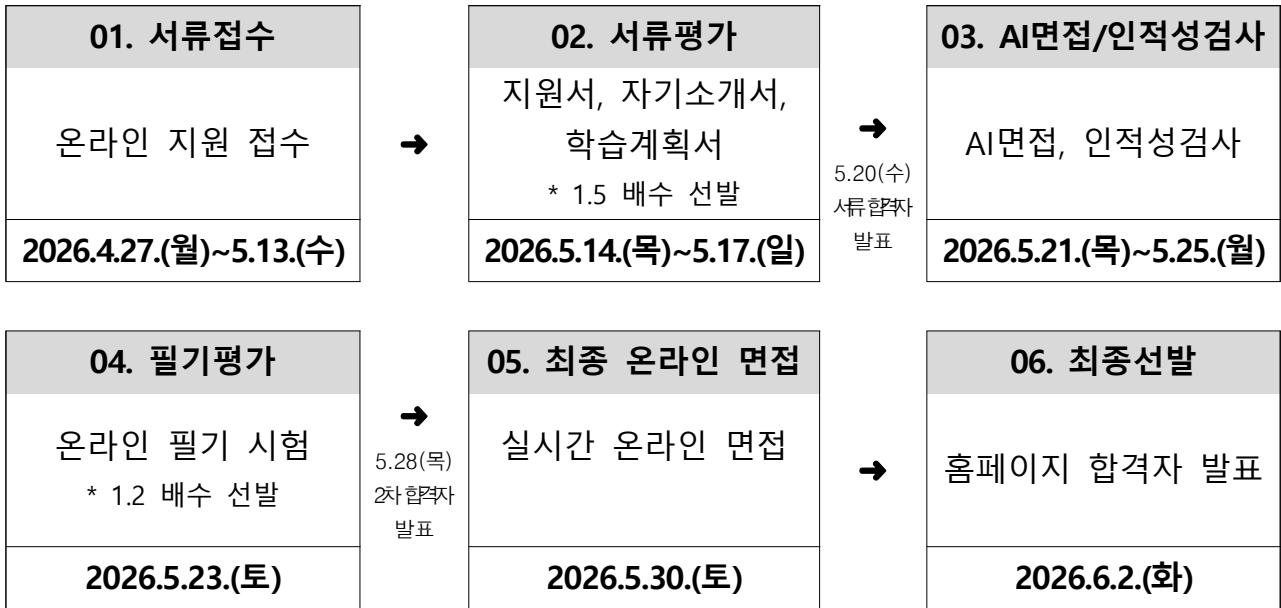 01. 서류접수
온라인 지원 접수
2026.4.27.(월)~5.13.(수)
➜
02. 서류평가
지원서, 자기소개서,
학습계획서
* 1.5 배수 선발
2026.5.14.(목)~5.17.(일)
➜
5.20(수)
서류합격자
발표
03. AI면접/인적성검사
AI면접, 인적성검사
2026.5.21.(목)~5.25.(월)
04. 필기평가
온라인 필기 시험
* 1.2 배수 선발
2026.5.23.(토)
➜
5.28(목)
2차합격자
발표
05. 최종 온라인 면접
실시간 온라인 면접
2026.5.30.(토)
➜
06. 최종선발
홈페이지 합격자 발표
2026.6.2.(화)